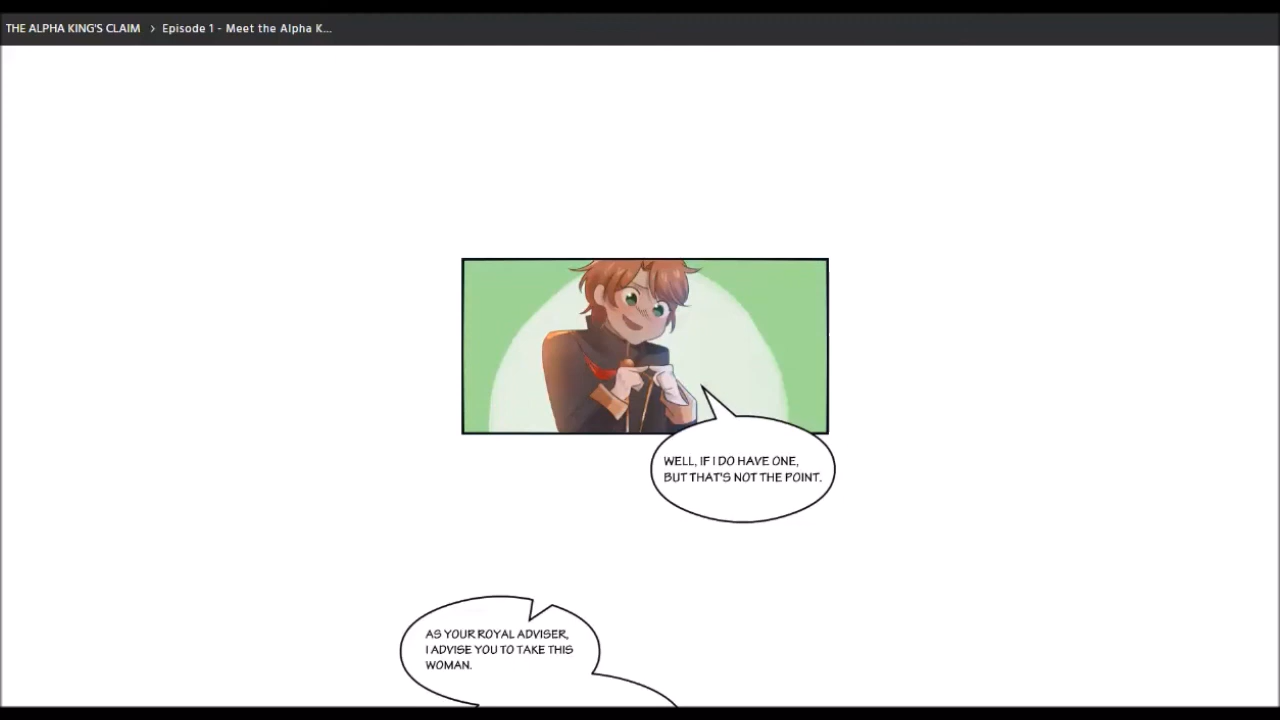 THE ALPHA KING'S CLAIM > Episode 1 - Meet the Alpha K...
WELL, IF I DO HAVE ONE,
BUT THAT'S NOT THE POINT.
AS YOUR ROYAL ADVISER,
I ADVISE YOU TO TAKE THIS
WOMAN.